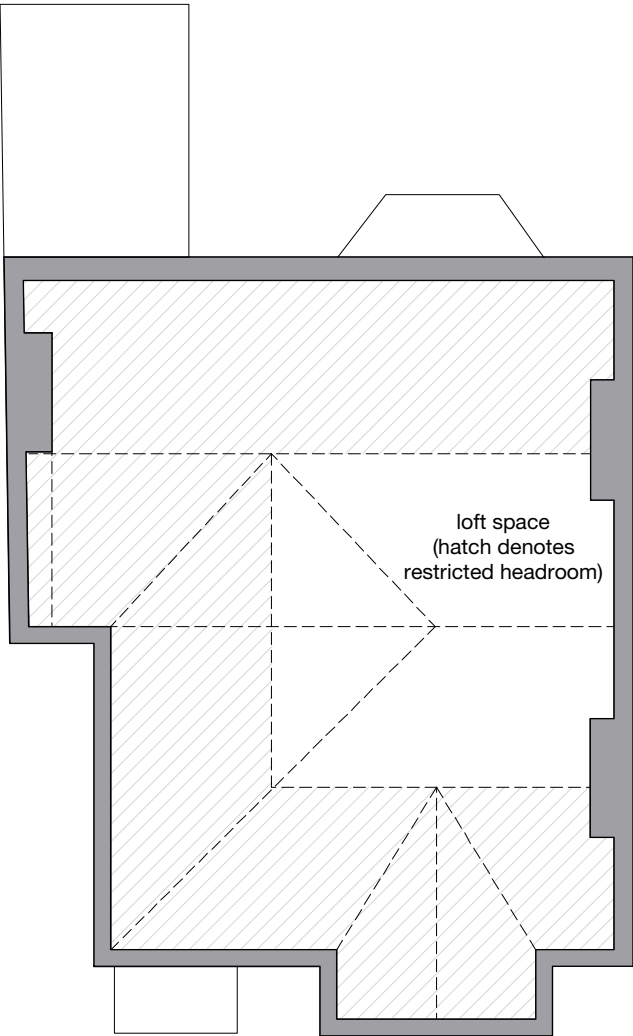 loft space
(hatch denotes
restricted headroom)